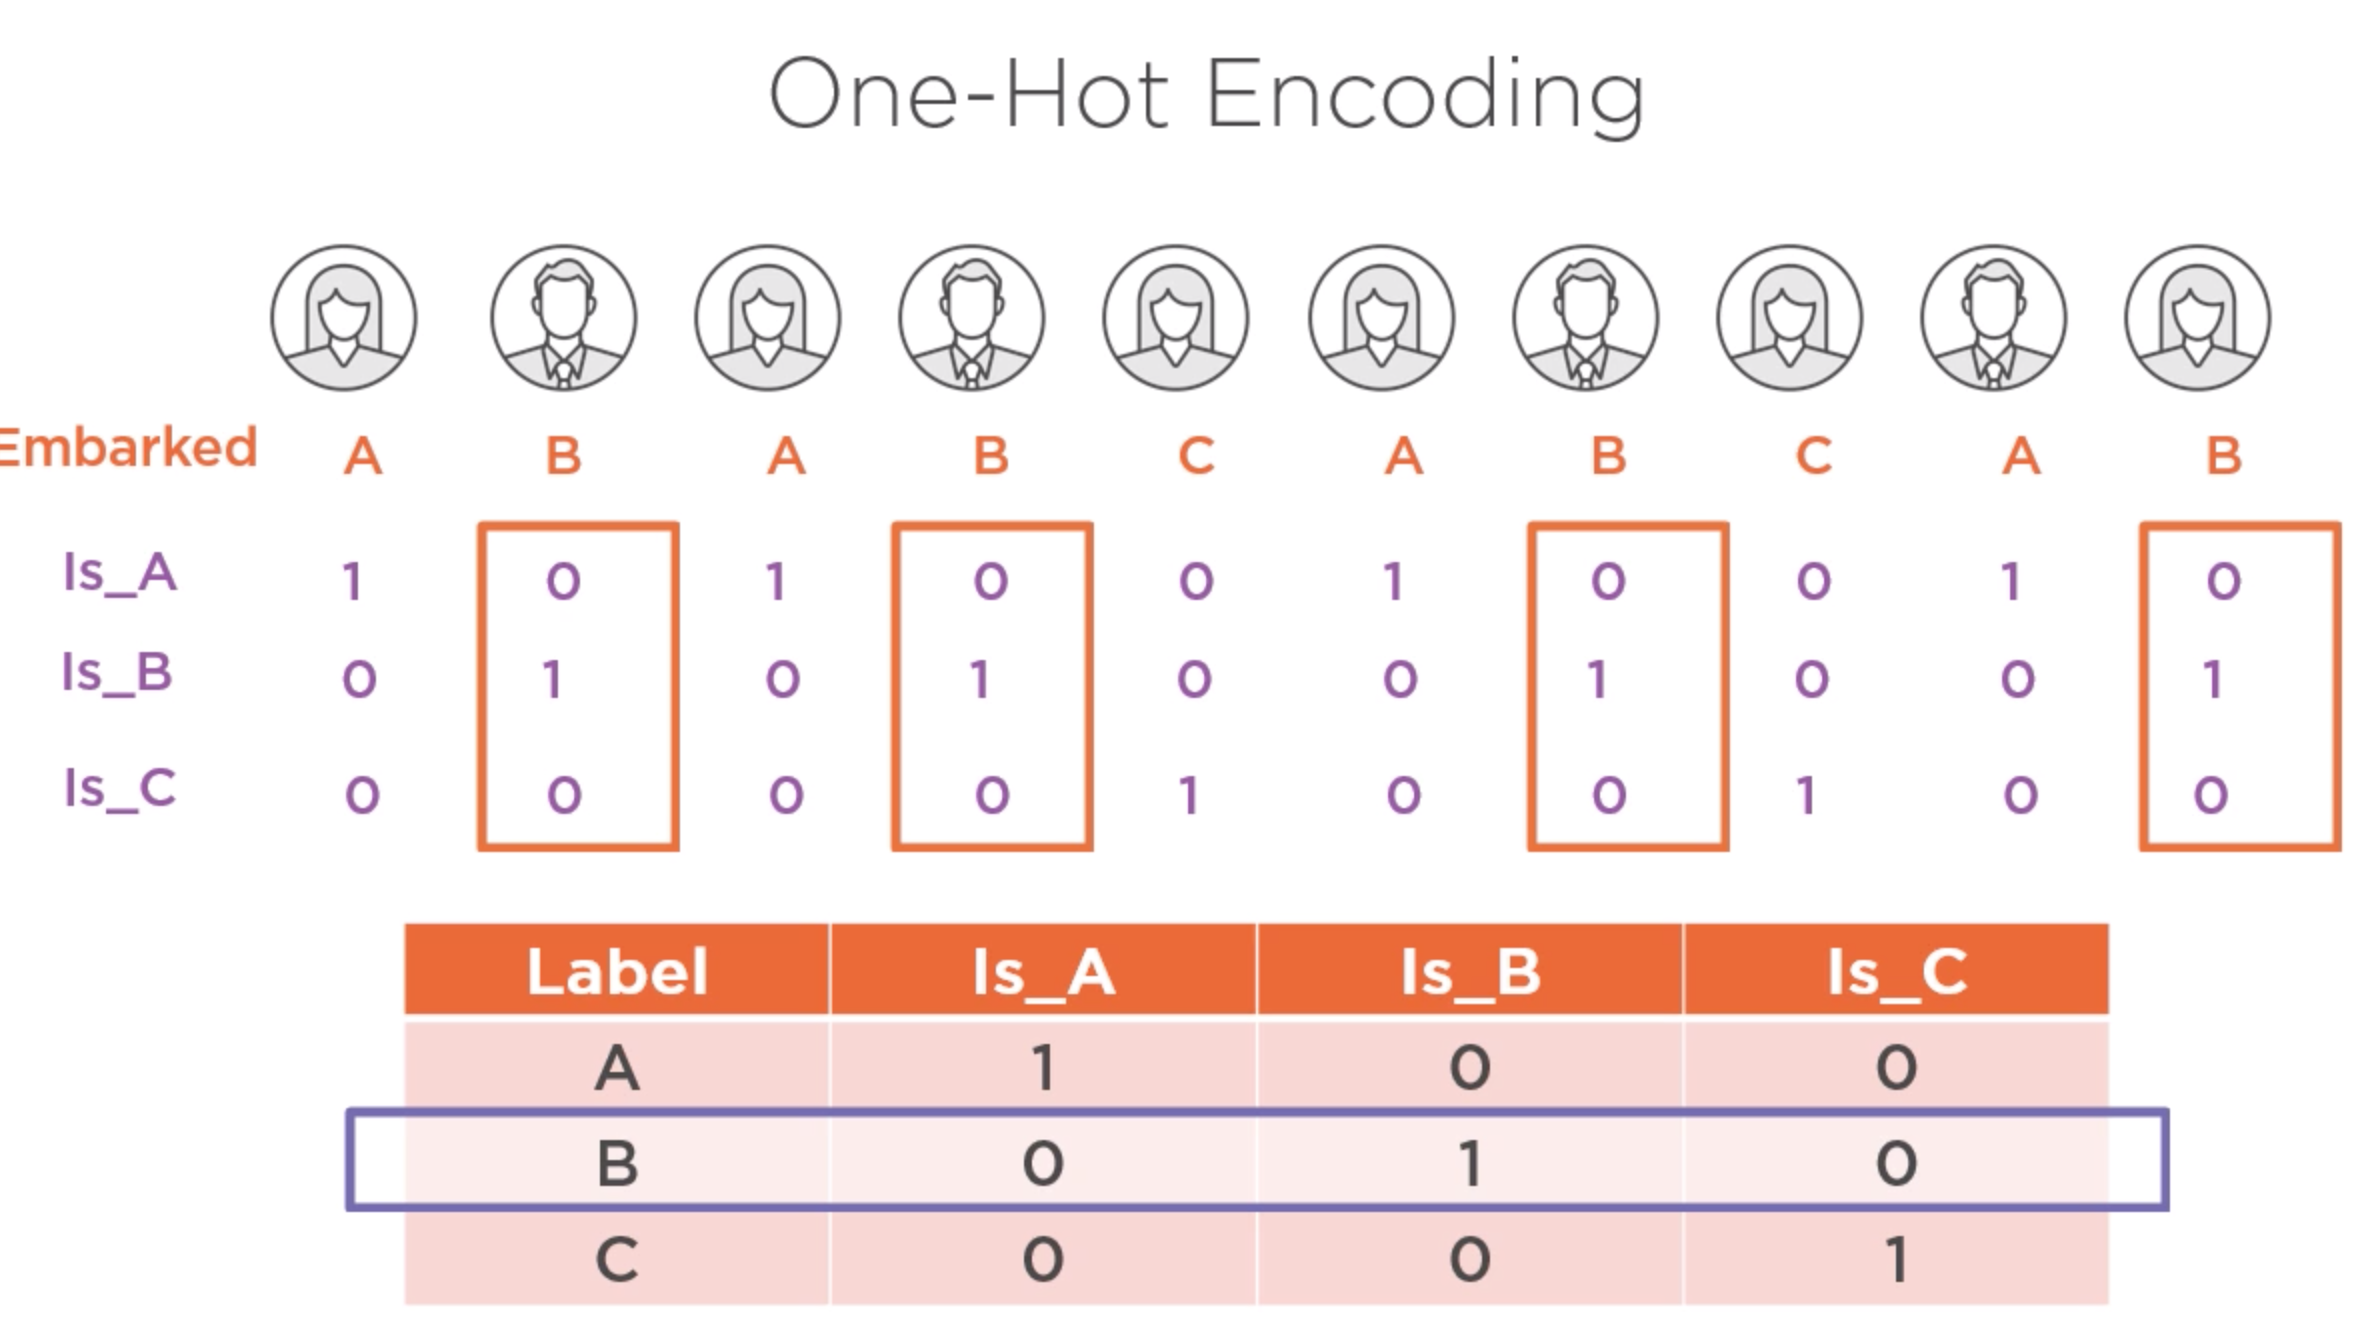 One-Hot Encoding
Embarked A B A B C A B C A B
Is_A 1 0 1 0 0 1 0 0 1 0
Is_B 0 1 0 1 0 0 1 0 0 1
Is_C 0 0 0 0 1 0 0 1 0 0
Label Is_A Is_B Is_C
A 1 0 0
B 0 1 0
C 0 0 1